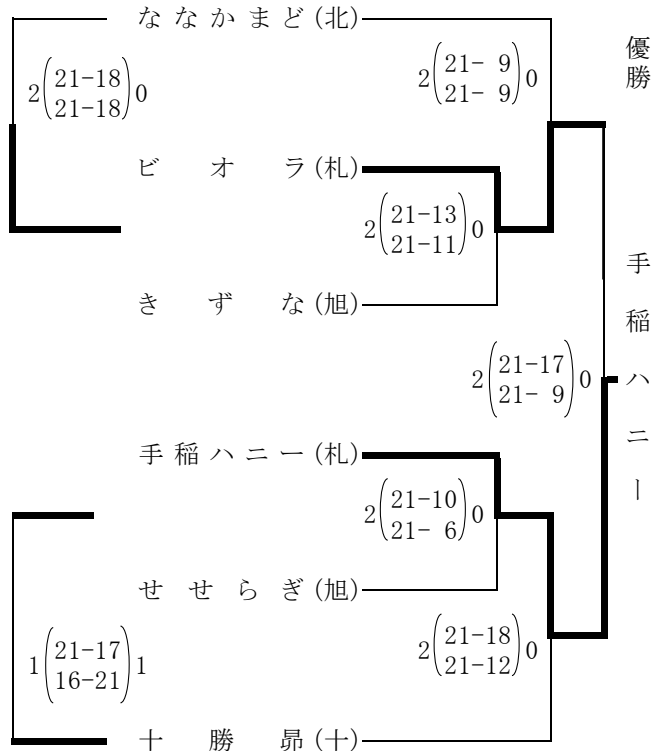 ななかまど(北)
優勝
2(21-18 21-18)0
2(21- 9 21- 9)0
ビオラ(札)
2(21-13 21-11)0
きずな(旭)
手稲ハニー
2(21-17 21- 9)0
手稲ハニー(札)
2(21-10 21- 6)0
せせらぎ(旭)
1(21-17 16-21)1
2(21-18 21-12)0
十勝昴(十)